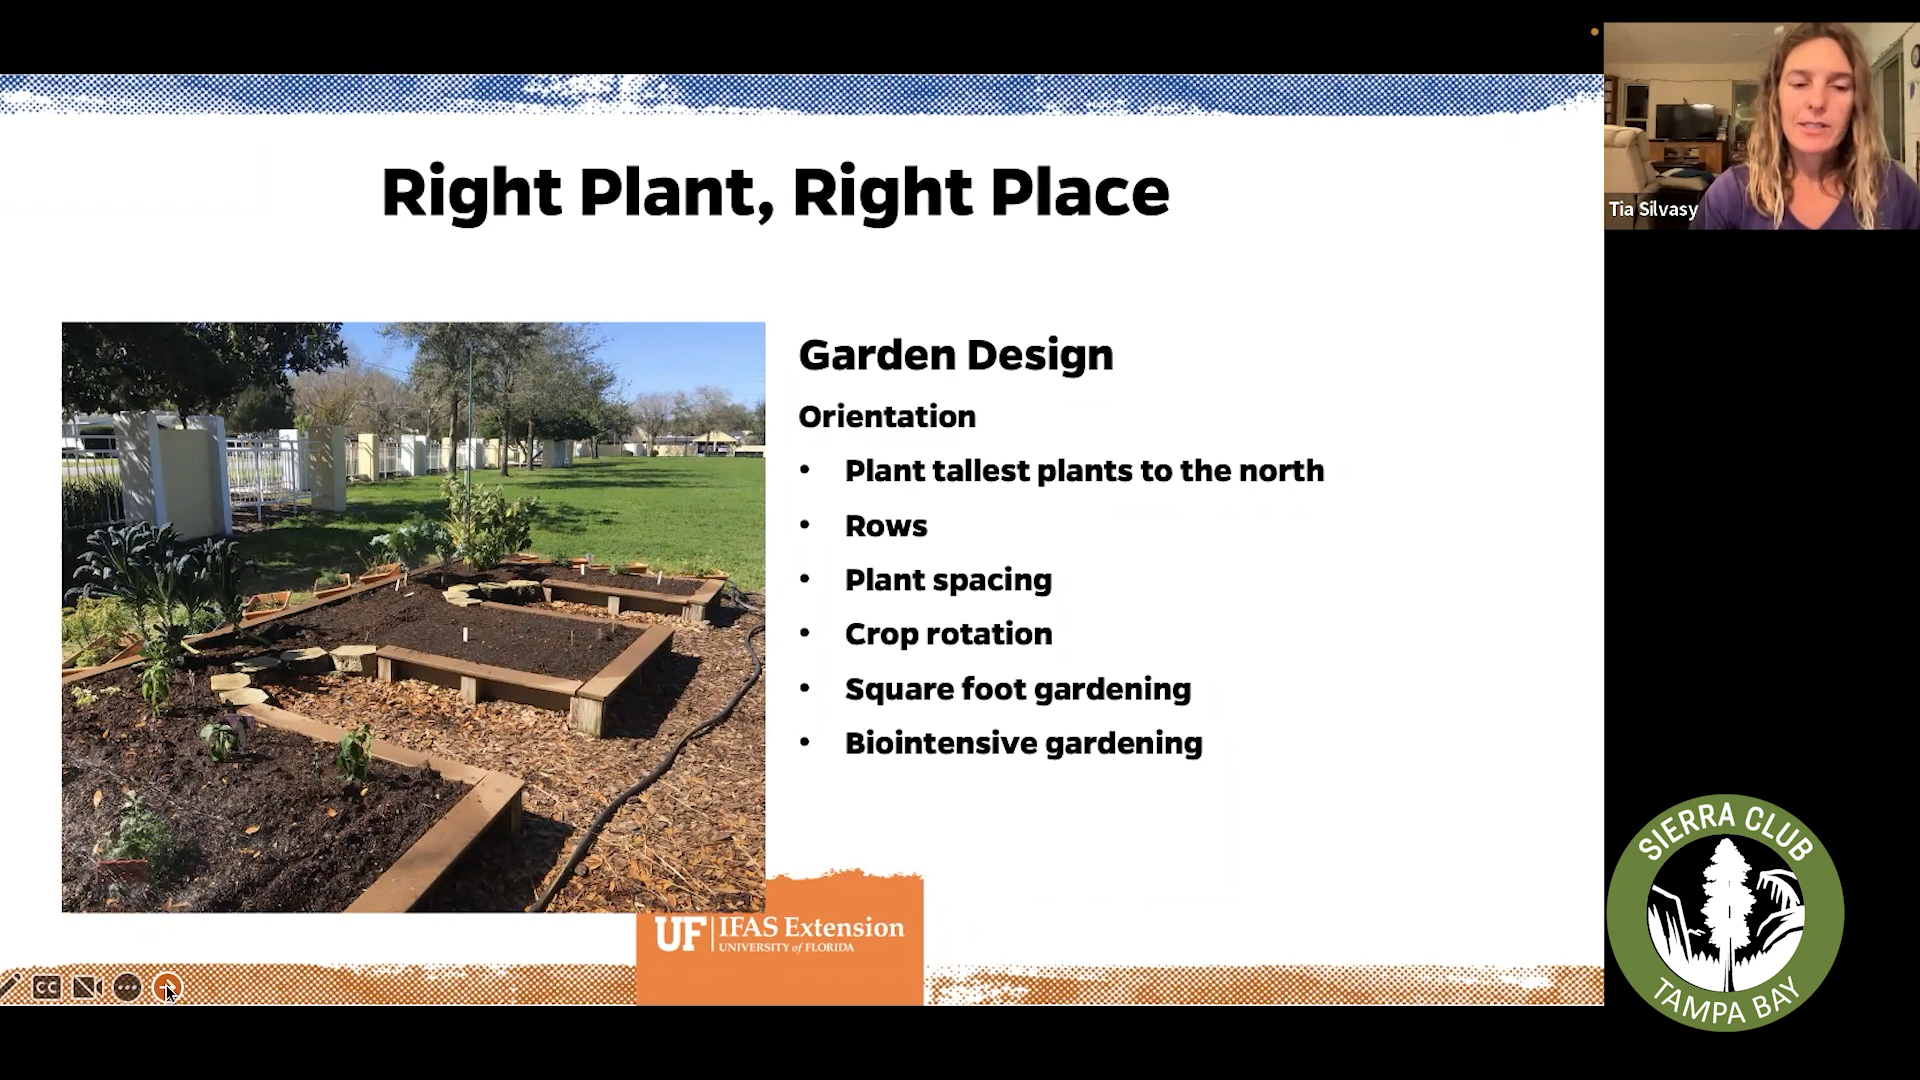 Right Plant, Right Place
Tia Silvasy
Garden Design
Orientation
• Plant tallest plants to the north
• Rows
• Plant spacing
• Crop rotation
• Square foot gardening
• Biointensive gardening
UF | IFAS Extension
UNIVERSITY of FLORIDA
CC
SIERRA CLUB
TAMPA BAY